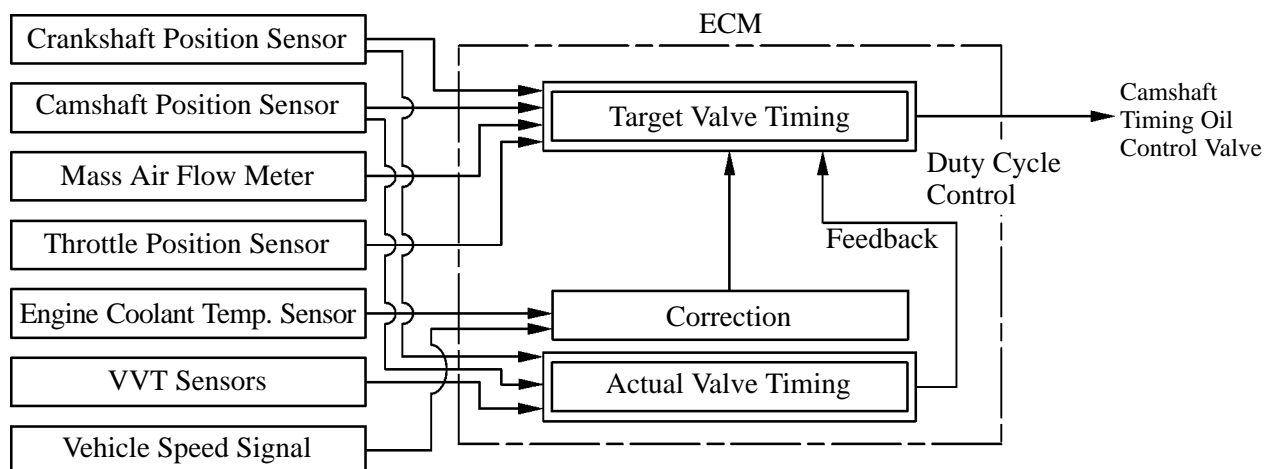 ECM
Crankshaft Position Sensor
Camshaft Position Sensor
Mass Air Flow Meter
Throttle Position Sensor
Engine Coolant Temp. Sensor
VVT Sensors
Vehicle Speed Signal
Target Valve Timing
Correction
Actual Valve Timing
Feedback
Duty Cycle
Control
Camshaft
Timing Oil
Control Valve